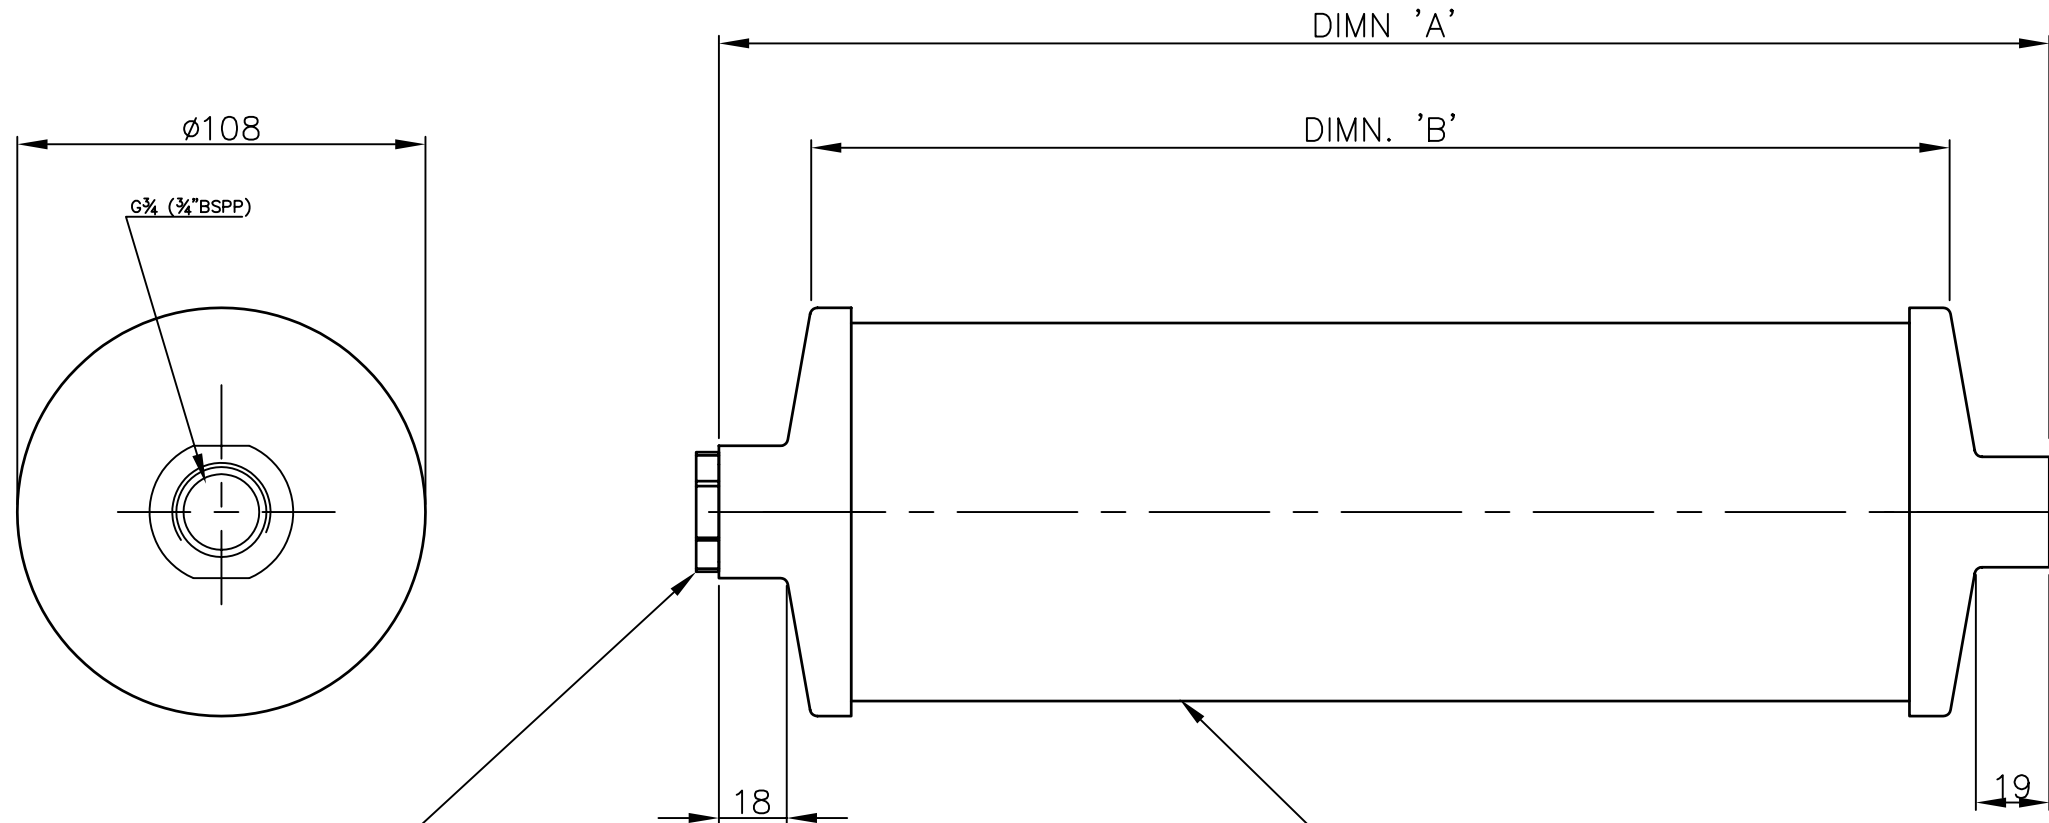 DIMN 'A'
ø108
DIMN. 'B'
G¾ (¾"BSPP)
18
19